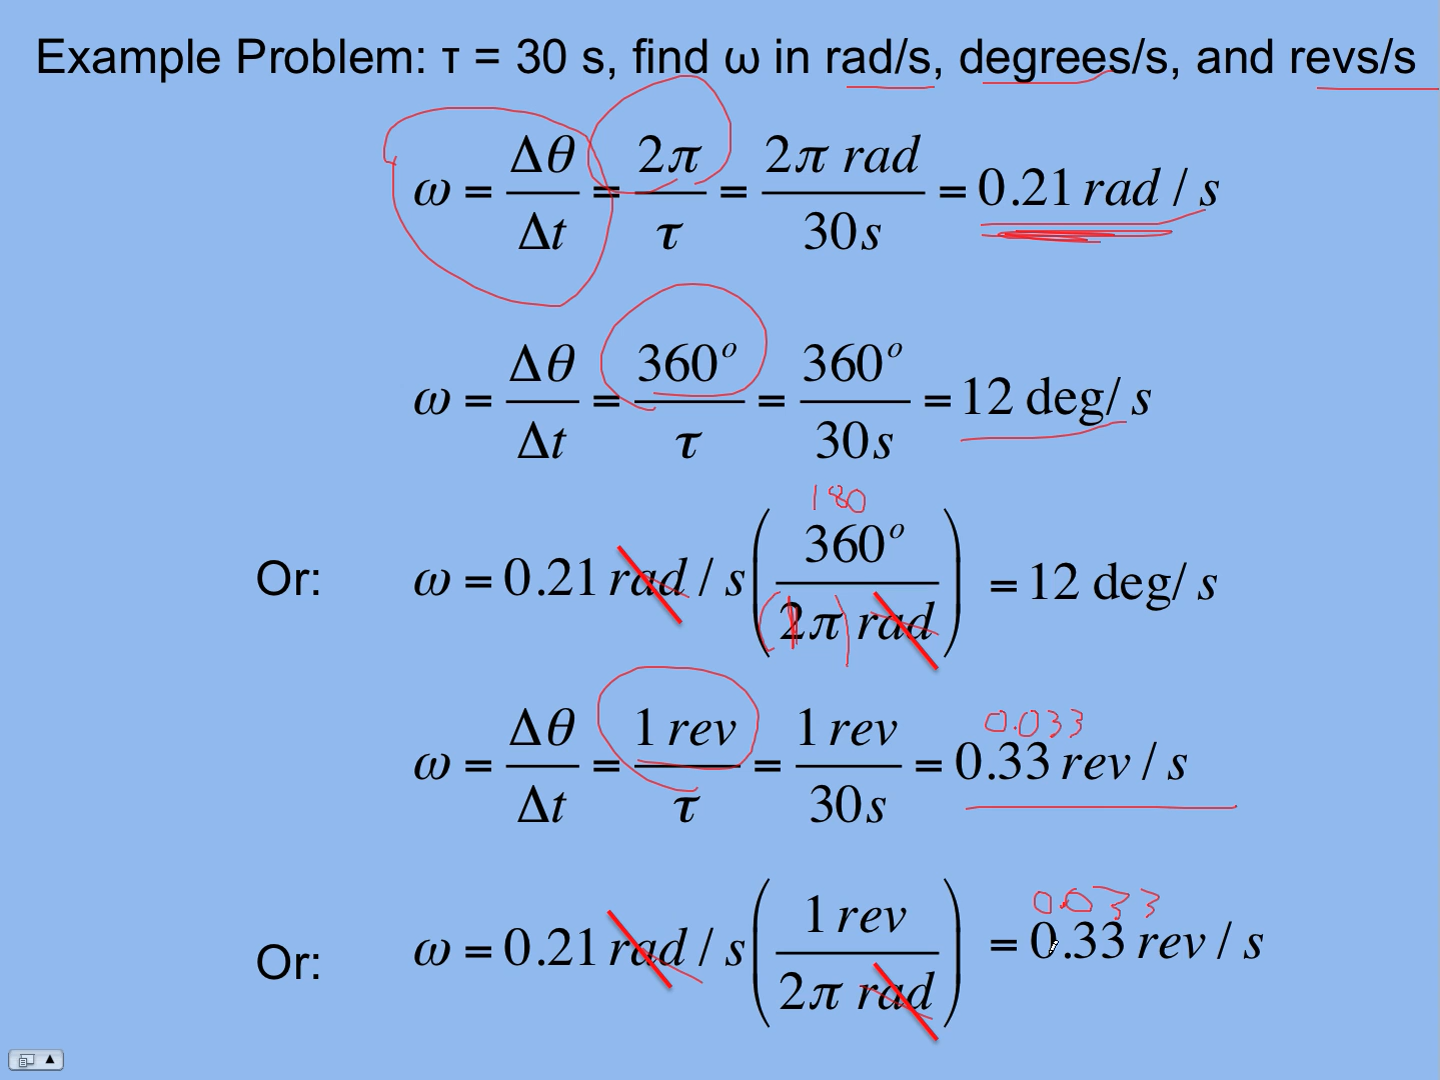 Example Problem: τ = 30 s, find ω in rad/s, degrees/s, and revs/s
ω = Δθ/Δt = 2π/τ = 2π rad/30s = 0.21 rad / s
ω = Δθ/Δt = 360°/τ = 360°/30s = 12 deg/ s
180
Or: ω = 0.21 rad / s (360°/2π rad) = 12 deg/ s
0.033
ω = Δθ/Δt = 1 rev/τ = 1 rev/30s = 0.33 rev / s
0.033
Or: ω = 0.21 rad / s (1 rev/2π rad) = 0.33 rev / s